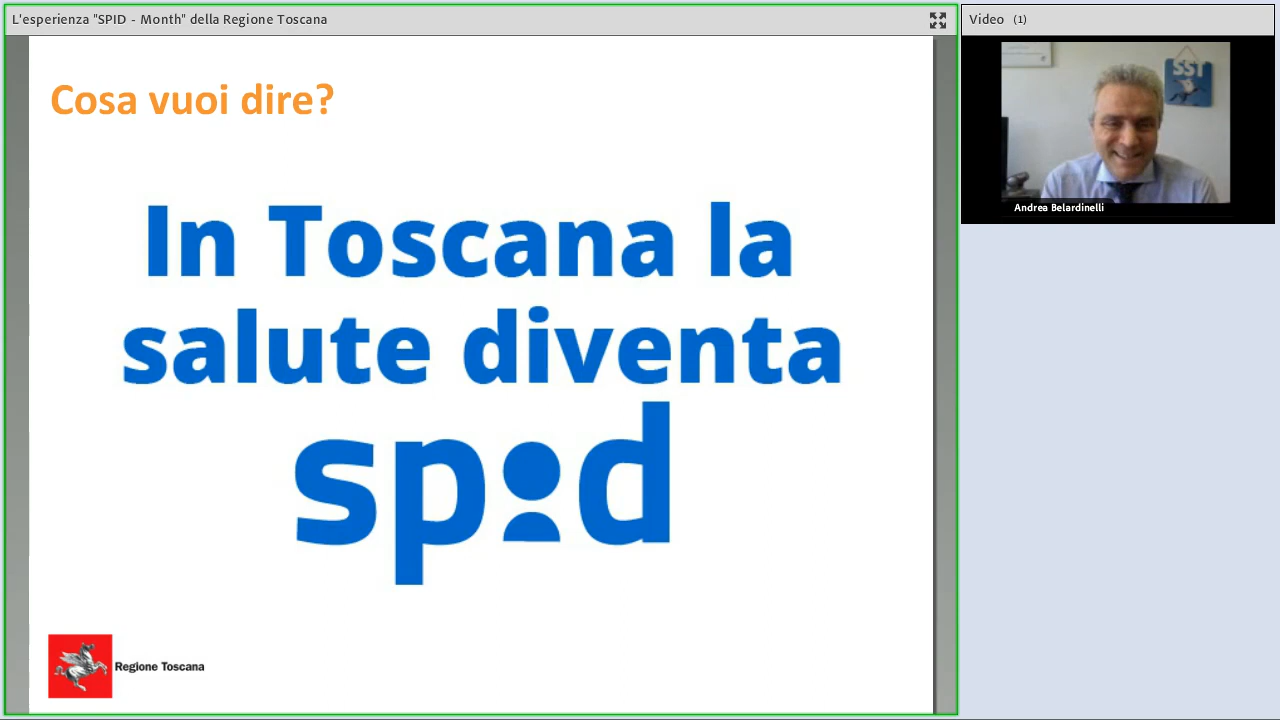 L'esperienza "SPID - Month" della Regione Toscana
Video (1)
Cosa vuoi dire?
In Toscana la
salute diventa
spid
Regione Toscana
SST
Andrea Belardinelli